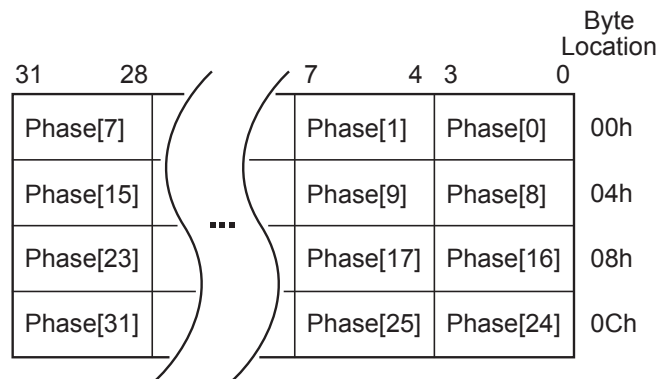 Byte
Location
31 28 7 4 3 0
Phase[7] Phase[1] Phase[0] 00h
Phase[15] Phase[9] Phase[8] 04h
...
Phase[23] Phase[17] Phase[16] 08h
Phase[31] Phase[25] Phase[24] 0Ch